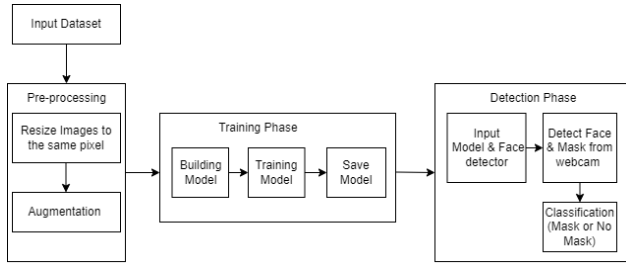 Input Dataset
Pre-processing
Resize Images to
the same pixel
Augmentation
Training Phase
Building
Model
Training
Model
Save
Model
Detection Phase
Input
Model & Face
detector
Detect Face
& Mask from
webcam
Classification
(Mask or No
Mask)